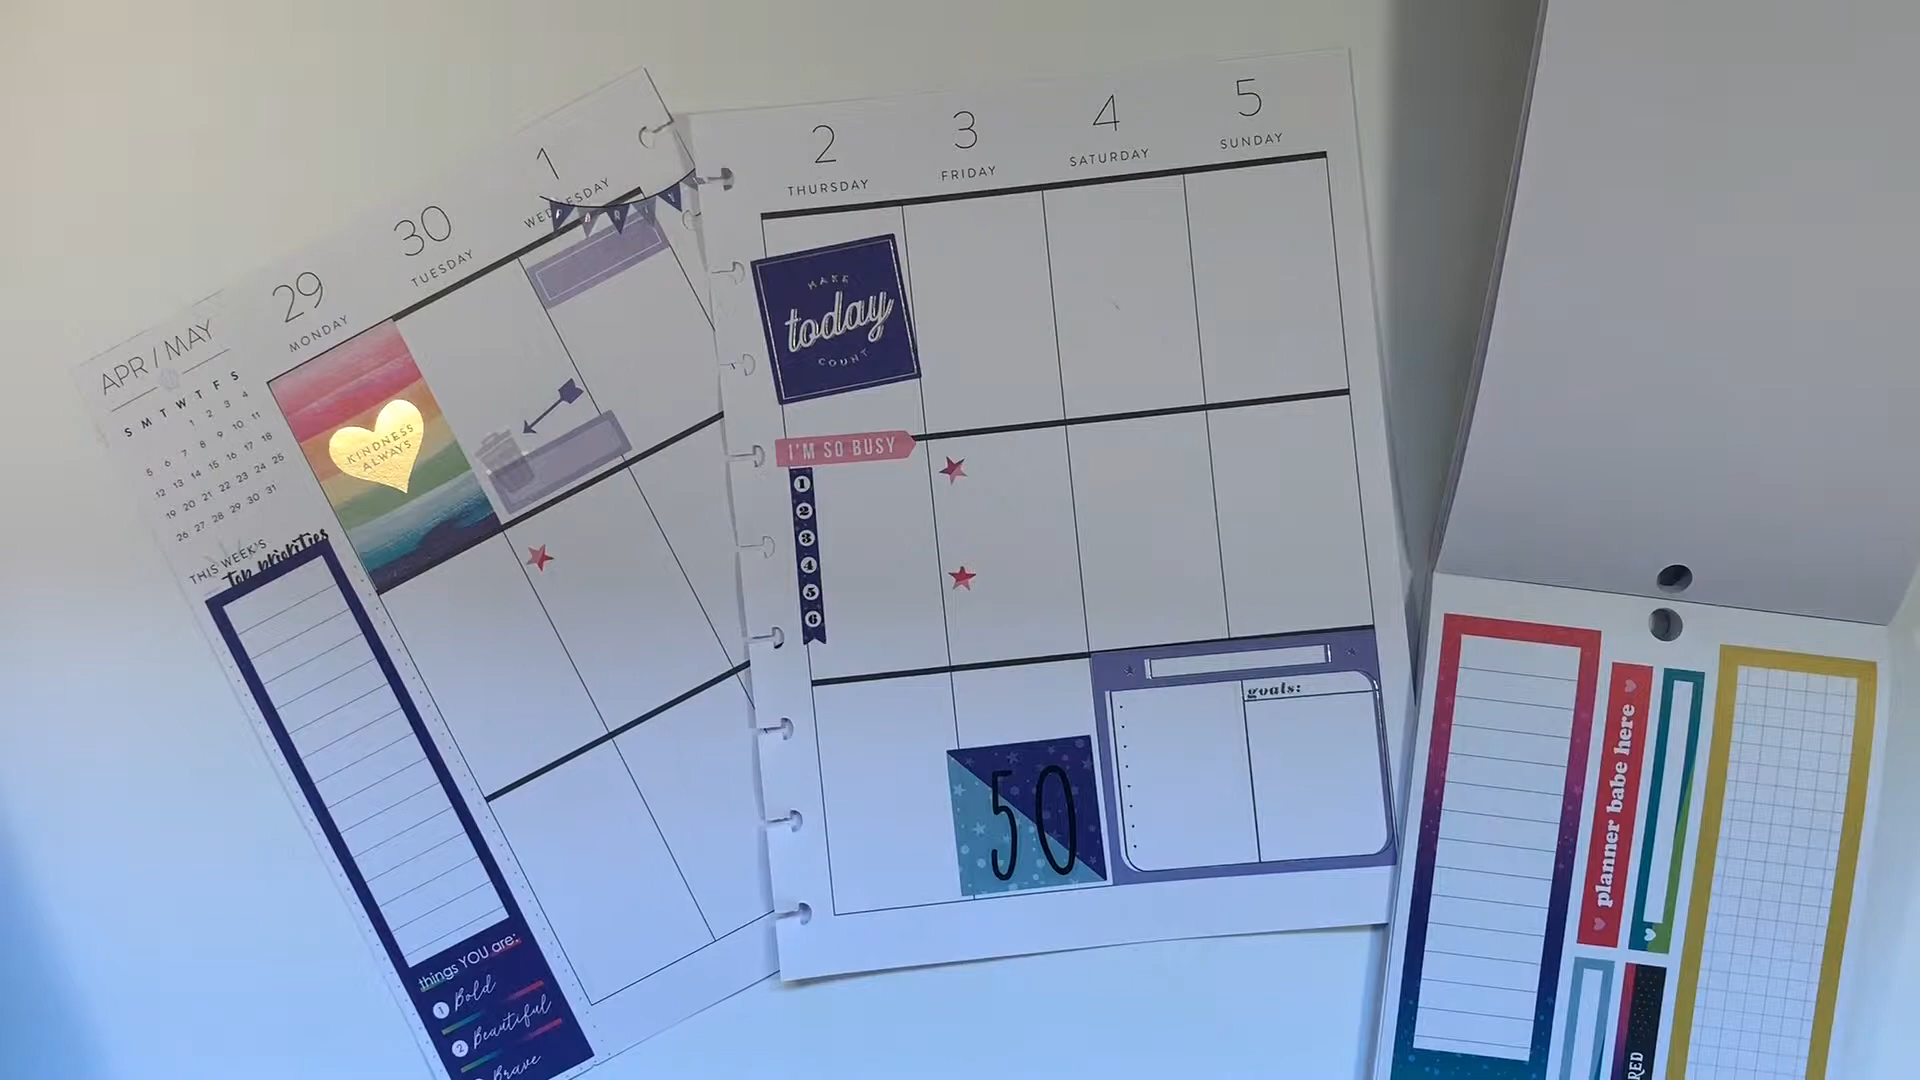 APR / MAY
S M T W T F S
1 2 3 4
5 6 7 8 9 10 11
12 13 14 15 16 17 18
19 20 21 22 23 24 25
26 27 28 29 30 31
THIS WEEK'S
top priorities
things YOU are:
1 Bold
2 Beautiful
Brave
29
MONDAY
KINDNESS
ALWAYS
30
TUESDAY
1
WEDNESDAY
PARTY
2
THURSDAY
MAKE
today
COUNT
I'M SO BUSY
1
2
3
4
5
6
3
FRIDAY
50
4
SATURDAY
5
SUNDAY
goals:
planner babe here